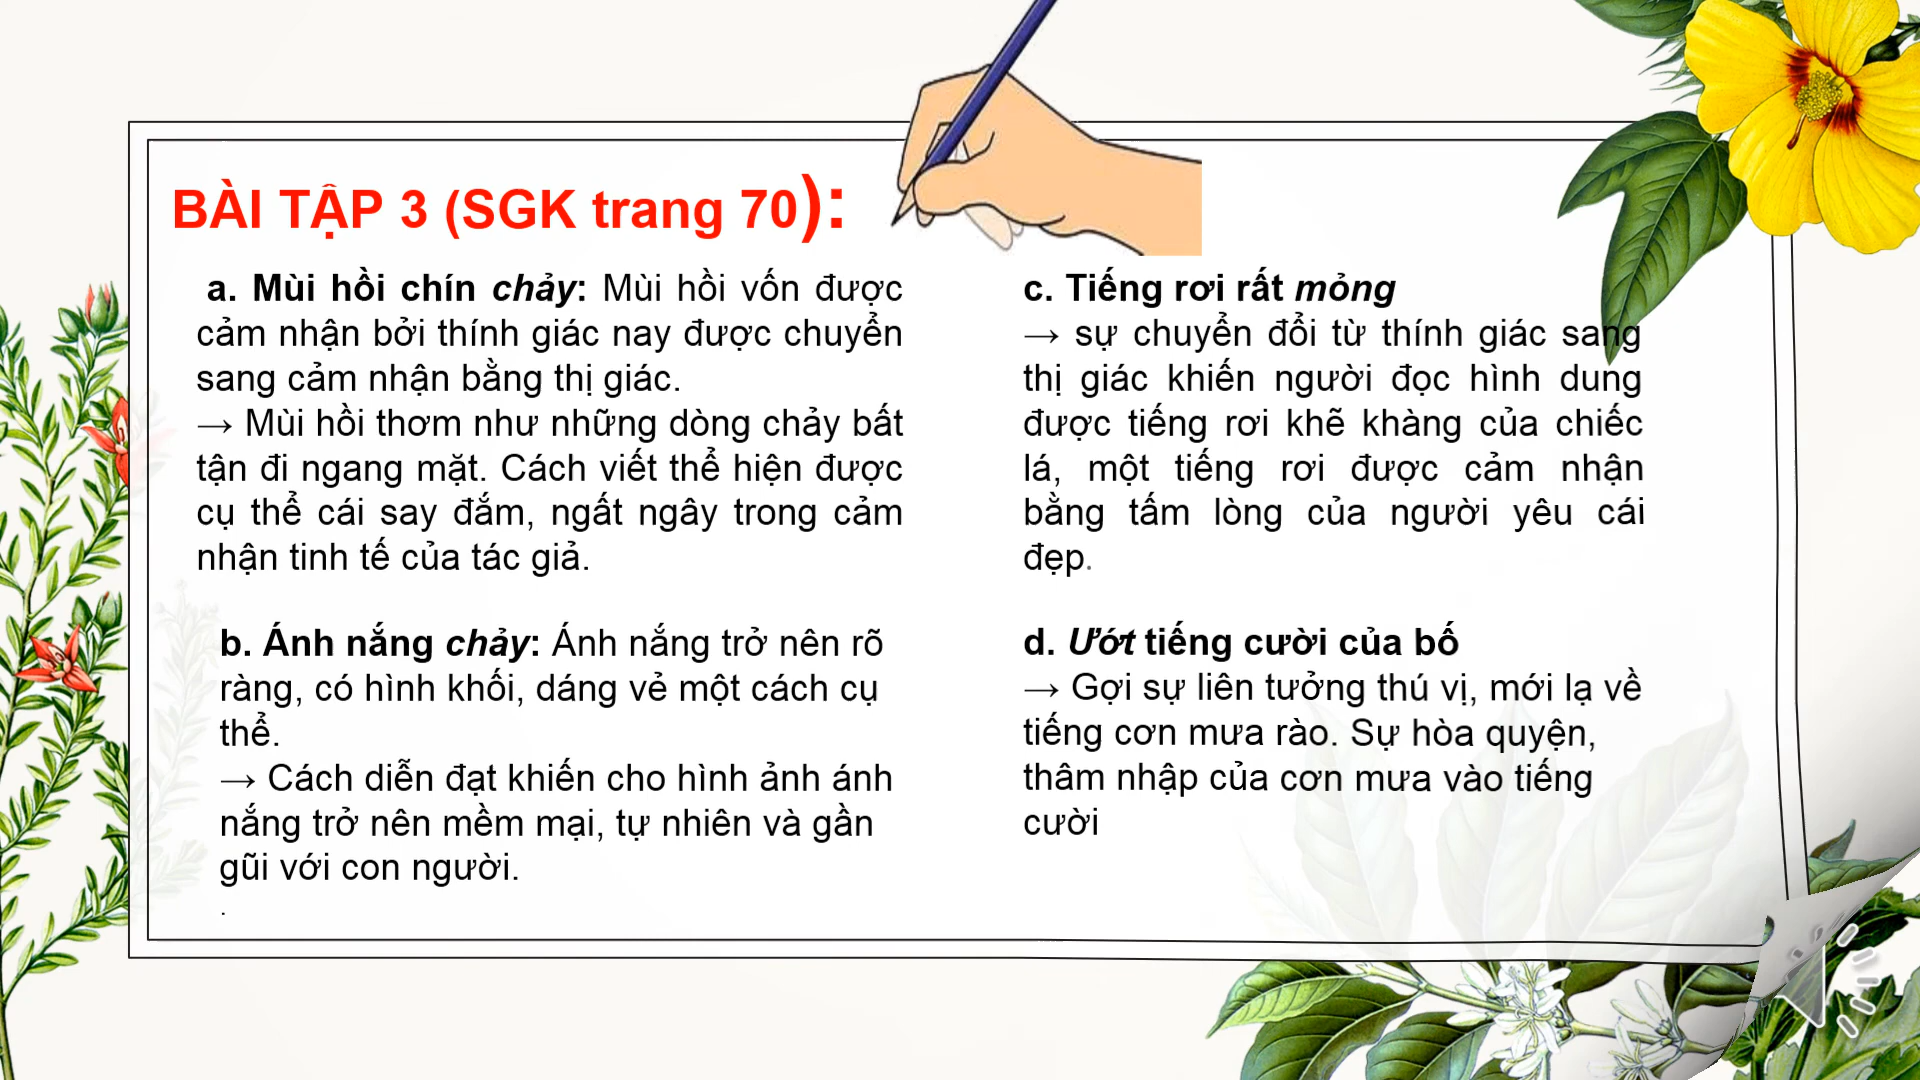 BÀI TẬP 3 (SGK trang 70):
a. Mùi hồi chín chảy: Mùi hồi vốn được
cảm nhận bởi thính giác nay được chuyển
sang cảm nhận bằng thị giác.
→ Mùi hồi thơm như những dòng chảy bất
tận đi ngang mặt. Cách viết thể hiện được
cụ thể cái say đắm, ngất ngây trong cảm
nhận tinh tế của tác giả.
b. Ánh nắng chảy: Ánh nắng trở nên rõ
ràng, có hình khối, dáng vẻ một cách cụ
thể.
→ Cách diễn đạt khiến cho hình ảnh ánh
nắng trở nên mềm mại, tự nhiên và gần
gũi với con người.
.
c. Tiếng rơi rất mỏng
→ sự chuyển đổi từ thính giác sang
thị giác khiến người đọc hình dung
được tiếng rơi khẽ khàng của chiếc
lá, một tiếng rơi được cảm nhận
bằng tấm lòng của người yêu cái
đẹp.
d. Ướt tiếng cười của bố
→ Gợi sự liên tưởng thú vị, mới lạ về
tiếng cơn mưa rào. Sự hòa quyện,
thâm nhập của cơn mưa vào tiếng
cười